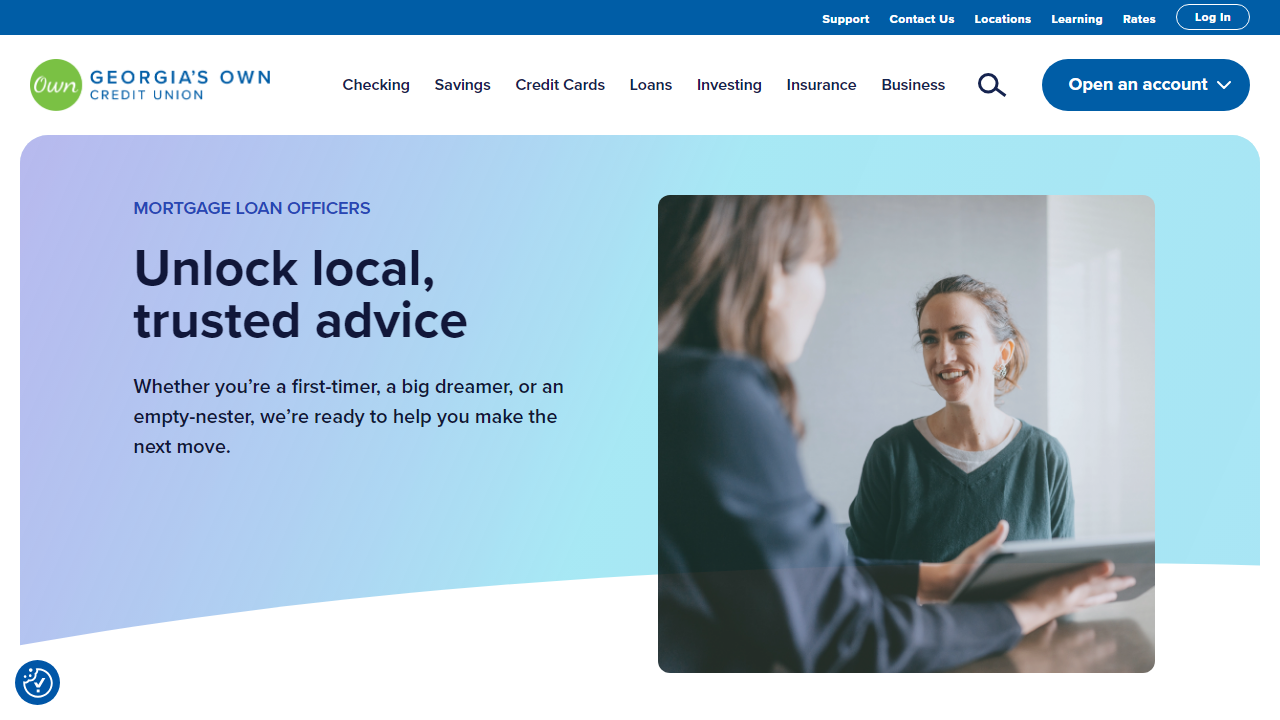 Support Contact Us Locations Learning Rates Log In
Own GEORGIA'S OWN
CREDIT UNION
Checking Savings Credit Cards Loans Investing Insurance Business Open an account
MORTGAGE LOAN OFFICERS
Unlock local,
trusted advice
Whether you’re a first-timer, a big dreamer, or an
empty-nester, we’re ready to help you make the
next move.